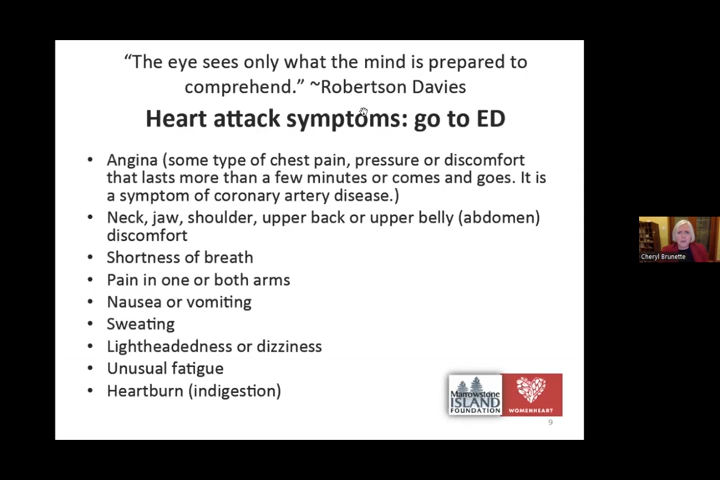 “The eye sees only what the mind is prepared to
comprehend.” ~Robertson Davies
Heart attack symptoms: go to ED
• Angina (some type of chest pain, pressure or discomfort
that lasts more than a few minutes or comes and goes. It is
a symptom of coronary artery disease.)
• Neck, jaw, shoulder, upper back or upper belly (abdomen)
discomfort
• Shortness of breath
• Pain in one or both arms
• Nausea or vomiting
• Sweating
• Lightheadedness or dizziness
• Unusual fatigue
• Heartburn (indigestion)
Marrowstone
ISLAND
FOUNDATION
WOMENHEART
9
Cheryl Brunette